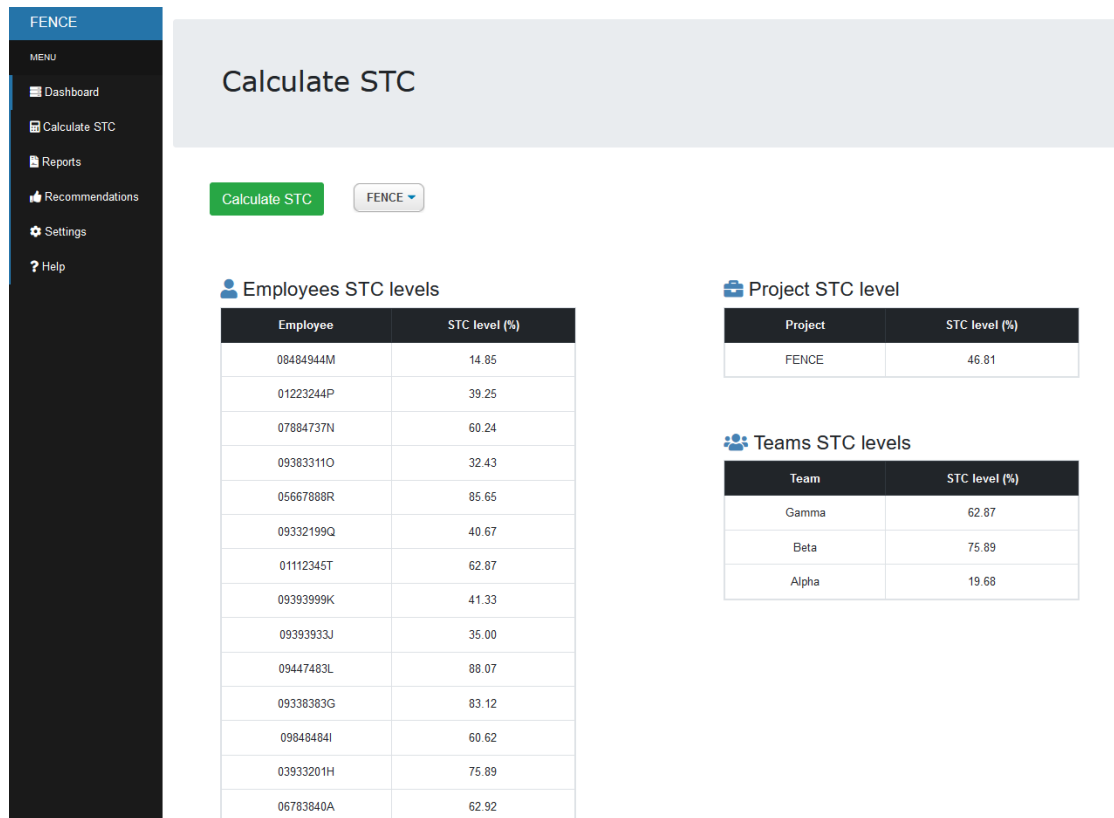 FENCE
MENU
Dashboard
Calculate STC
Reports
Recommendations
Settings
Help
Calculate STC
Calculate STC FENCE
Employees STC levels
Employee STC level (%)
08484944M 14.85
01223244P 39.25
07884737N 60.24
09383311O 32.43
05667888R 85.65
09332199Q 40.67
01112345T 62.87
09393999K 41.33
09393933J 35.00
09447483L 88.07
09338383G 83.12
09848484I 60.62
03933201H 75.89
06783840A 62.92
Project STC level
Project STC level (%)
FENCE 46.81
Teams STC levels
Team STC level (%)
Gamma 62.87
Beta 75.89
Alpha 19.68